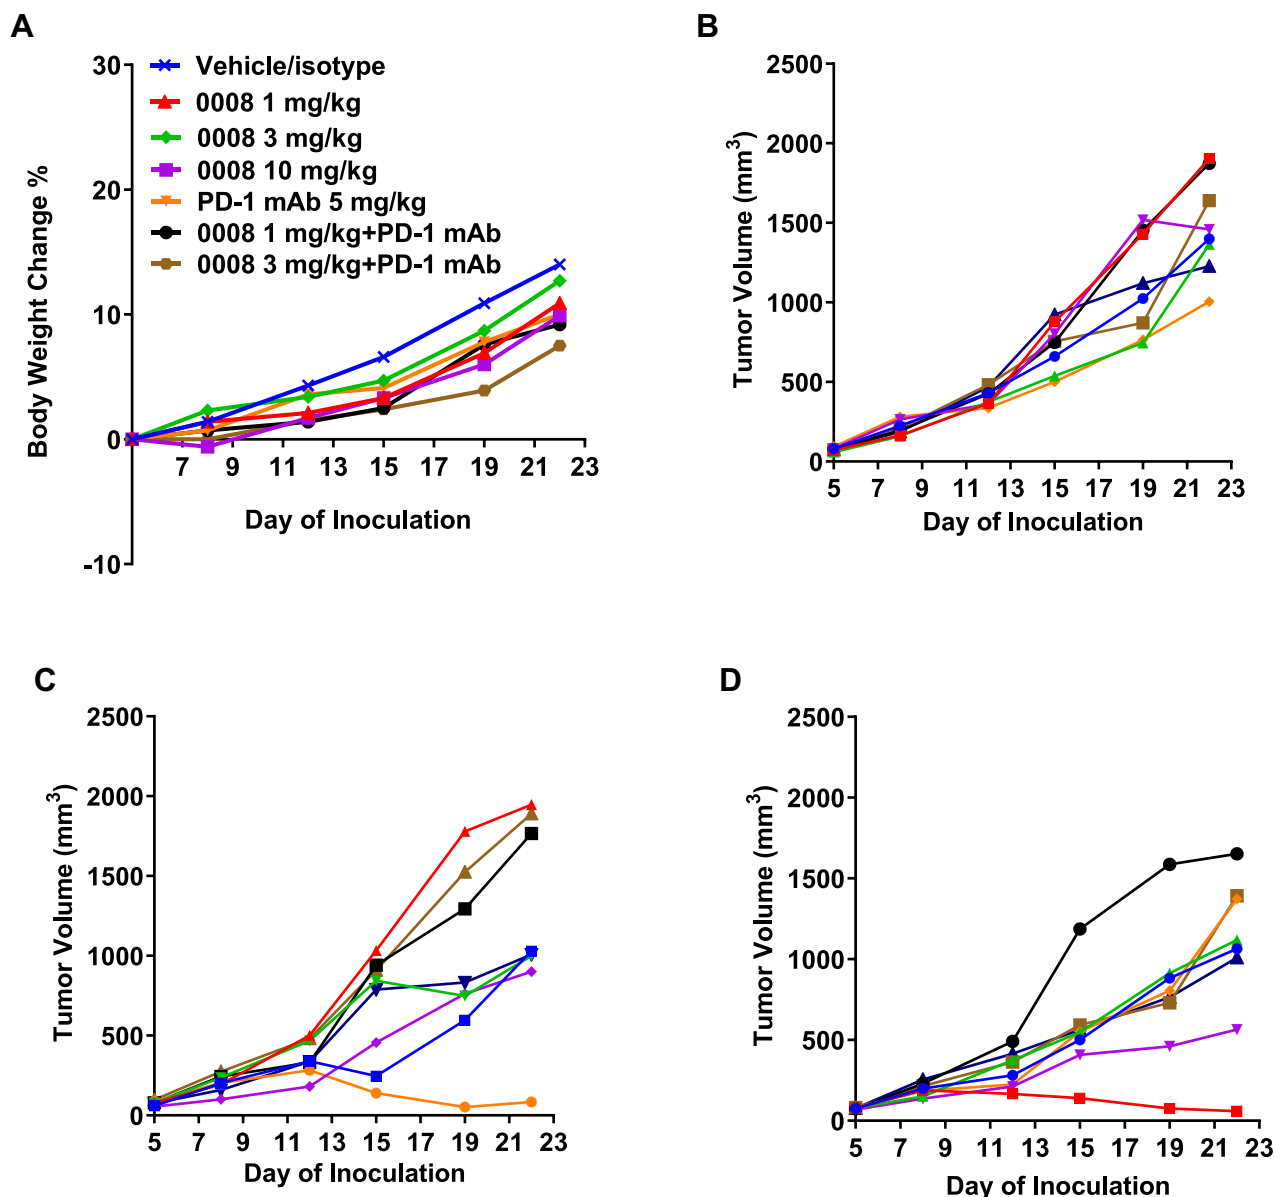 A
30
20
10
0
-10
Body Weight Change %
Vehicle/isotype
0008 1 mg/kg
0008 3 mg/kg
0008 10 mg/kg
PD-1 mAb 5 mg/kg
0008 1 mg/kg+PD-1 mAb
0008 3 mg/kg+PD-1 mAb
7 9 11 13 15 17 19 21 23
Day of Inoculation
B
2500
2000
1500
1000
500
0
Tumor Volume (mm³)
5 7 9 11 13 15 17 19 21 23
Day of Inoculation
C
2500
2000
1500
1000
500
0
Tumor Volume (mm³)
5 7 9 11 13 15 17 19 21 23
Day of Inoculation
D
2500
2000
1500
1000
500
0
Tumor Volume (mm³)
5 7 9 11 13 15 17 19 21 23
Day of Inoculation